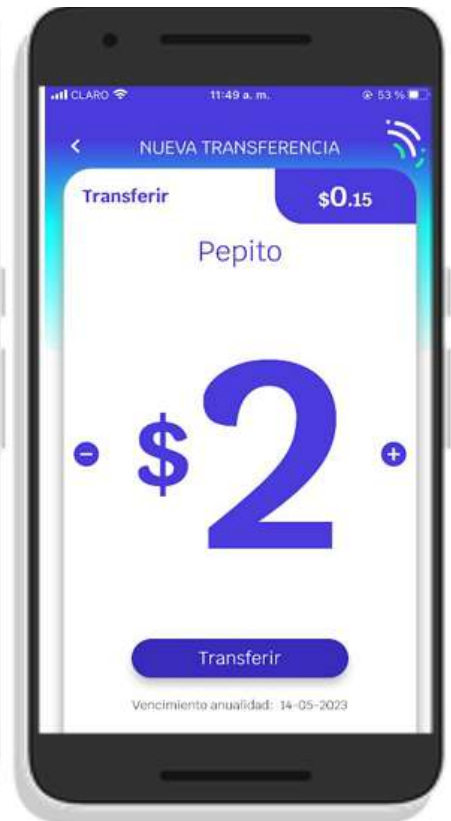 CLARO 11:49 a. m. 53 %
NUEVA TRANSFERENCIA
Transferir $0.15
Pepito
$2
Transferir
Vencimiento anualidad: 14-05-2023